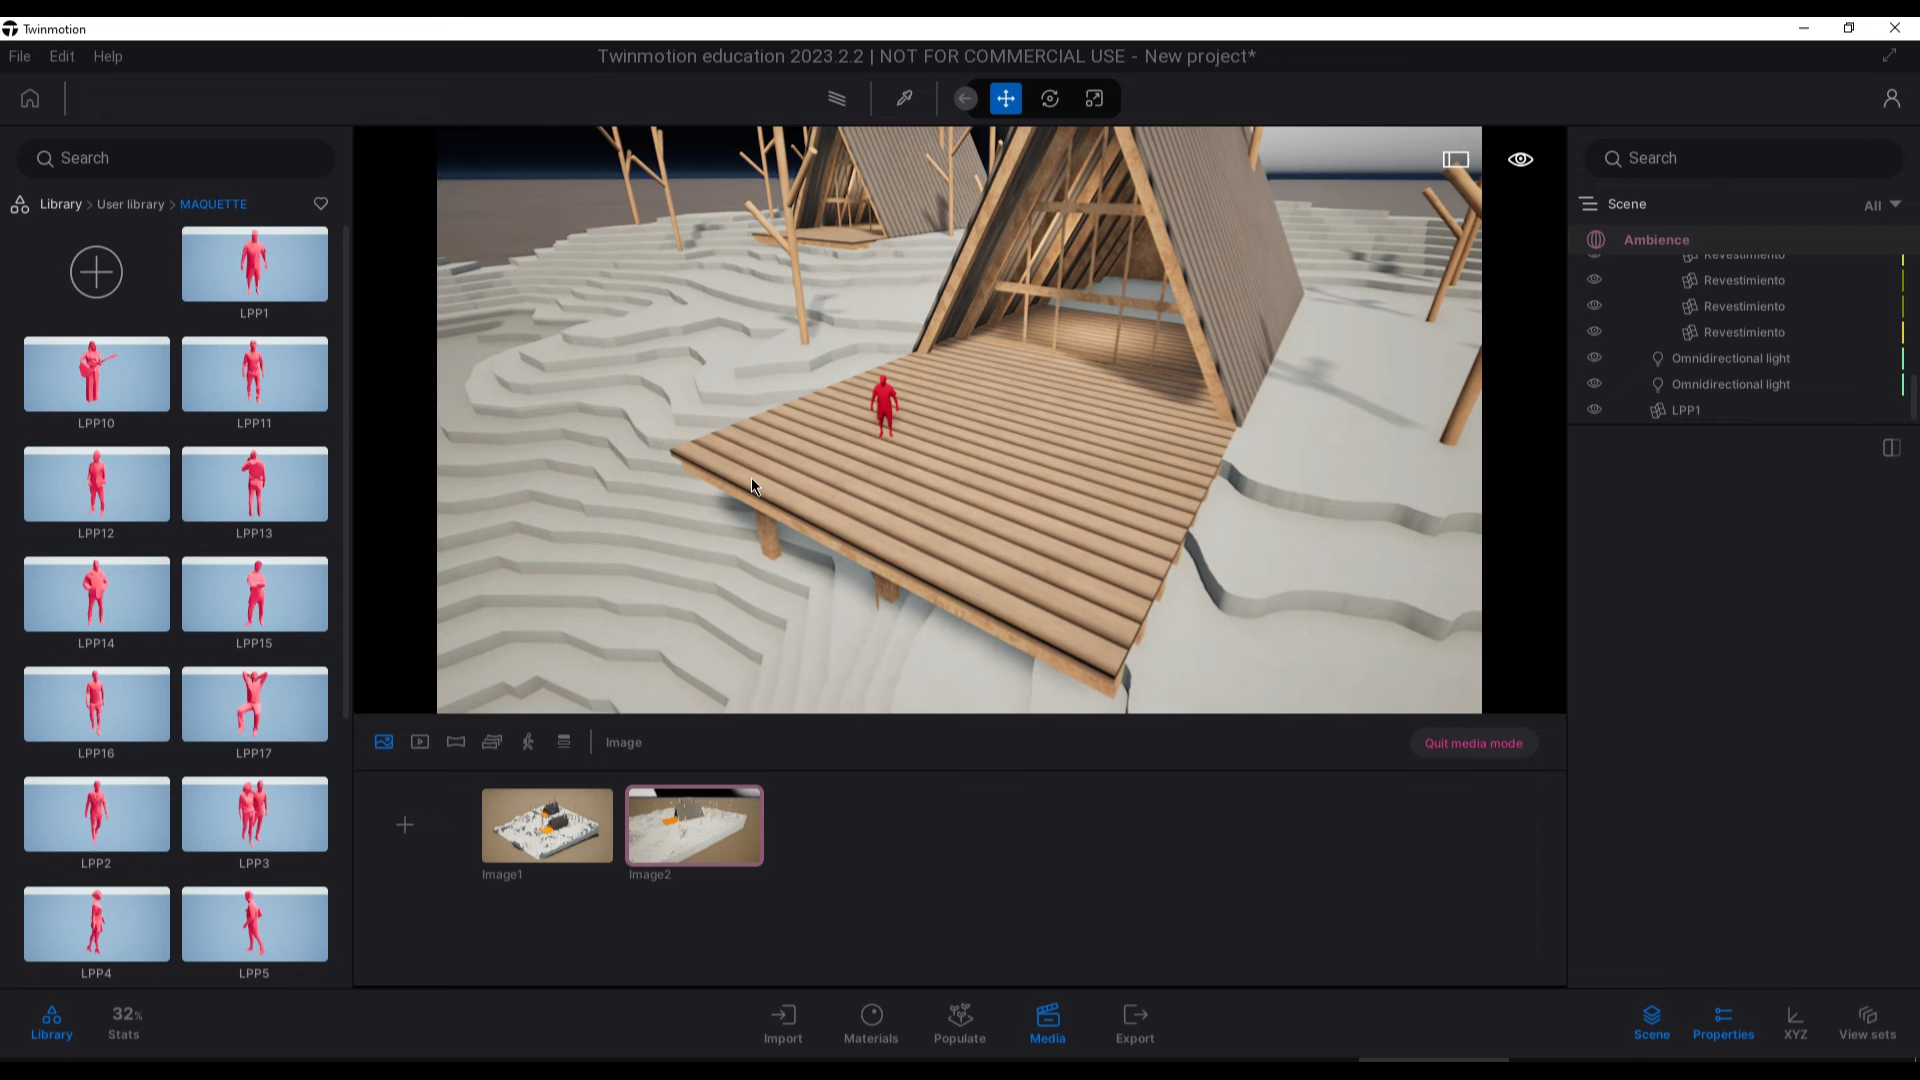 Twinmotion
File Edit Help
Twinmotion education 2023.2.2 | NOT FOR COMMERCIAL USE - New project*
Search
Library > User library > MAQUETTE
LPP1
LPP10 LPP11
LPP12 LPP13
LPP14 LPP15
LPP16 LPP17
LPP2 LPP3
LPP4 LPP5
Image
Quit media mode
Image1 Image2
Search
Scene All
Ambience
Revestimiento
Revestimiento
Revestimiento
Revestimiento
Omnidirectional light
Omnidirectional light
LPP1
Library
32%
Stats
Import Materials Populate Media Export
Scene Properties XYZ View sets